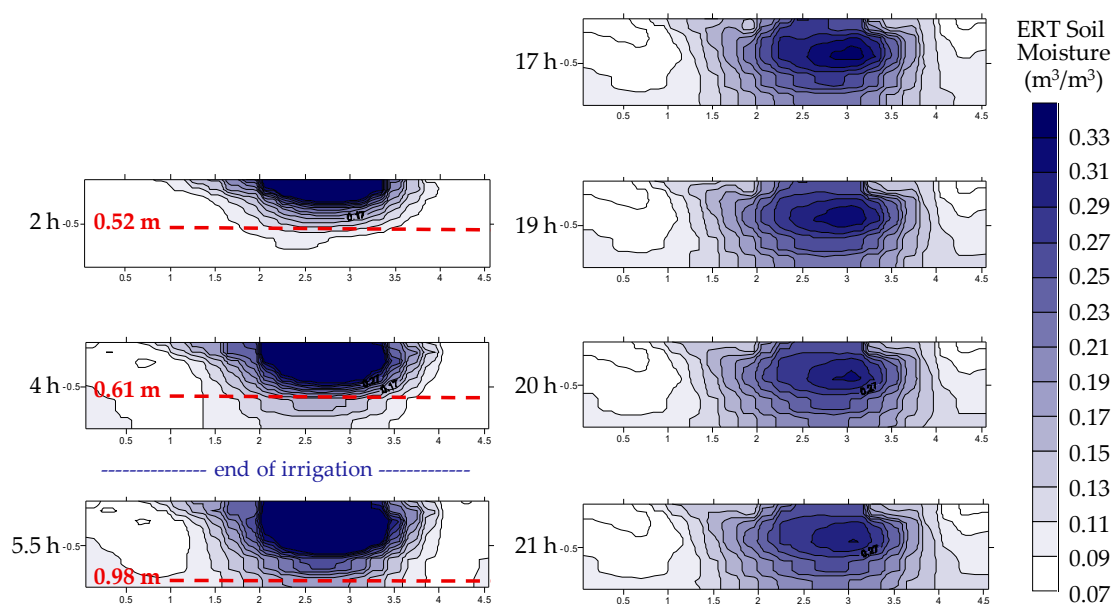 ERT Soil
Moisture
(m³/m³)
0.33
0.31
0.29
0.27
0.25
0.23
0.21
0.19
0.17
0.15
0.13
0.11
0.09
0.07
2 h -0.5
0.52 m
0.17
0.5 1 1.5 2 2.5 3 3.5 4 4.5
4 h -0.5
0.61 m
0.27 0.17
0.5 1 1.5 2 2.5 3 3.5 4 4.5
--------------- end of irrigation -------------
5.5 h -0.5
0.98 m
0.5 1 1.5 2 2.5 3 3.5 4 4.5
17 h -0.5
0.5 1 1.5 2 2.5 3 3.5 4 4.5
19 h -0.5
0.5 1 1.5 2 2.5 3 3.5 4 4.5
20 h -0.5
0.27
0.5 1 1.5 2 2.5 3 3.5 4 4.5
21 h -0.5
0.27
0.5 1 1.5 2 2.5 3 3.5 4 4.5